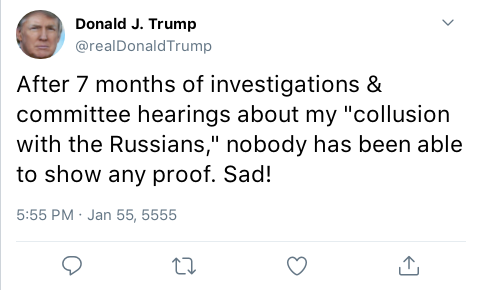 Donald J. Trump
@realDonaldTrump
After 7 months of investigations &
committee hearings about my "collusion
with the Russians," nobody has been able
to show any proof. Sad!
5:55 PM · Jan 55, 5555